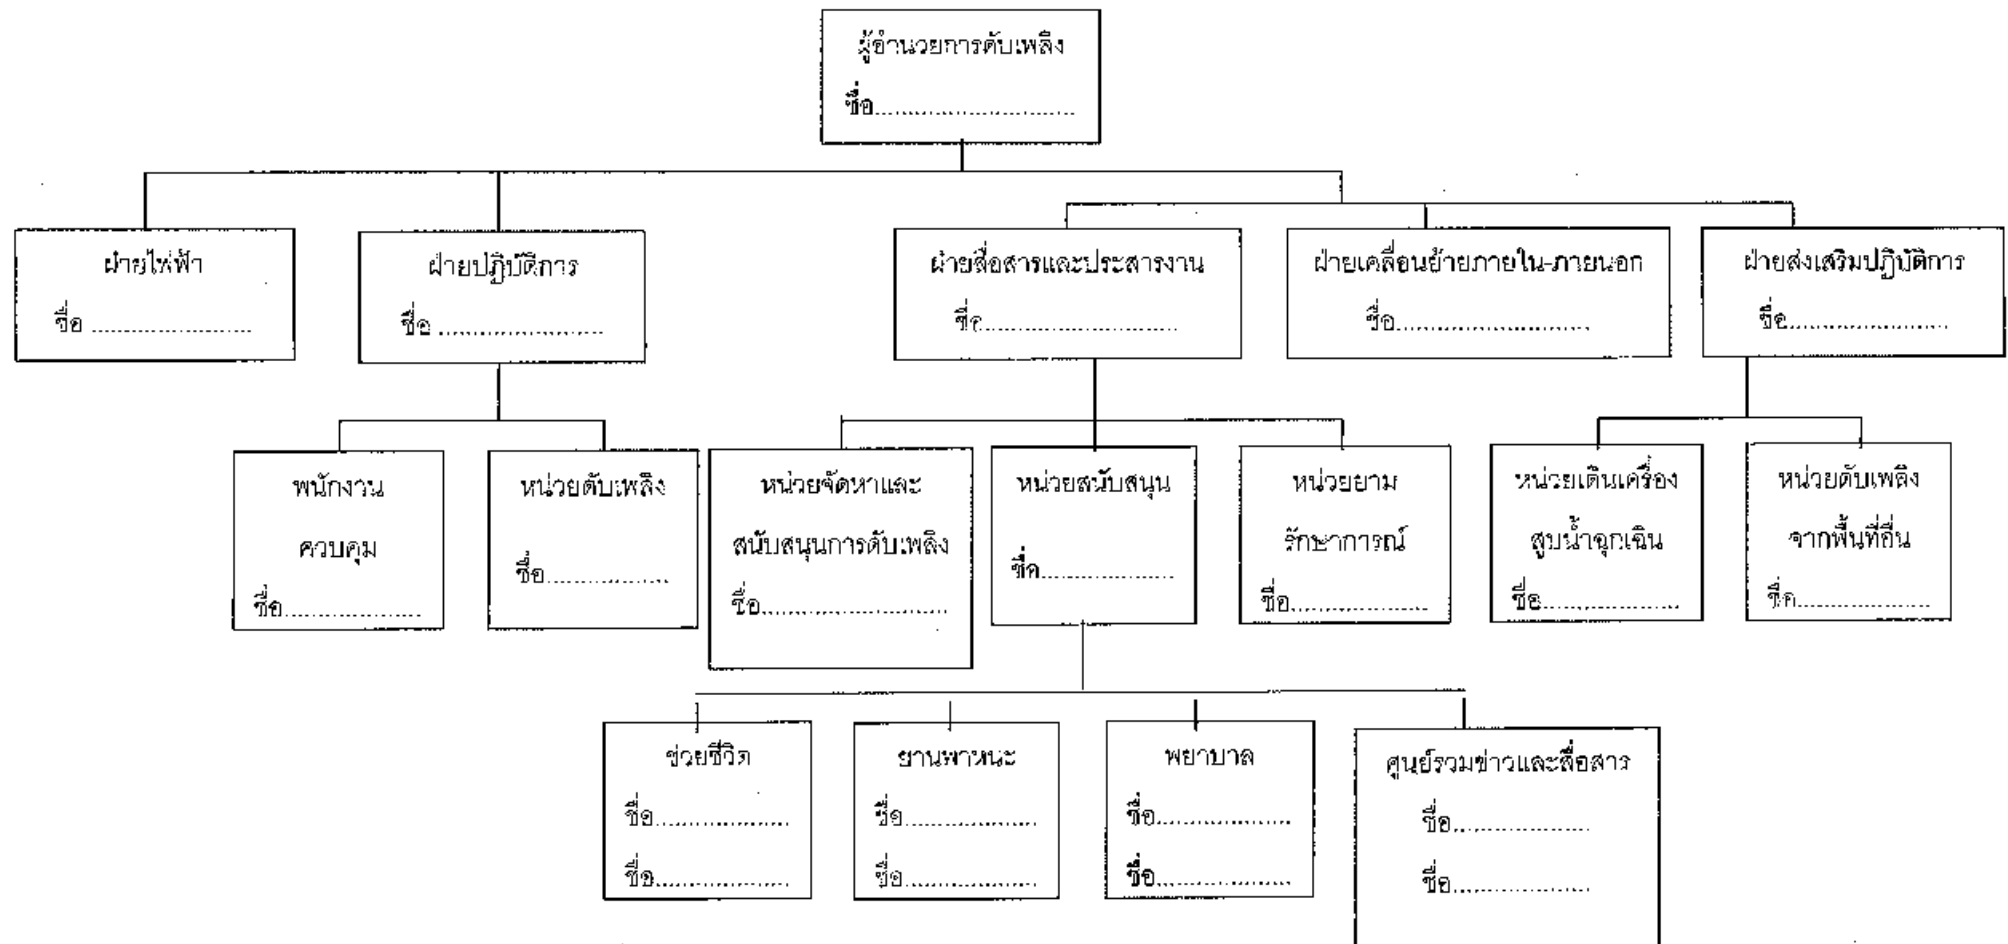 ผู้อำนวยการดับเพลิง
ชื่อ............................
ฝ่ายไฟฟ้า
ชื่อ ......................
ฝ่ายปฏิบัติการ
ชื่อ ......................
ฝ่ายสื่อสารและประสารงาน
ชื่อ..........................
ฝ่ายเคลื่อนย้ายภายใน-ภายนอก
ชื่อ..........................
ฝ่ายส่งเสริมปฏิบัติการ
ชื่อ......................
พนักงาน
ควบคุม
ชื่อ...................
หน่วยดับเพลิง
ชื่อ.................
หน่วยจัดหาและ
สนับสนุนการดับเพลิง
ชื่อ.........................
หน่วยสนับสนุน
ชื่อ..................
หน่วยยาม
รักษาการณ์
ชื่อ...................
หน่วยเดินเครื่อง
สูบน้ำฉุกเฉิน
ชื่อ...................
หน่วยดับเพลิง
จากพื้นที่อื่น
ชื่อ...................
ช่วยชีวิต
ชื่อ..................
ชื่อ..................
ยานพาหนะ
ชื่อ..................
ชื่อ..................
พยาบาล
ชื่อ..................
ชื่อ..................
ศูนย์รวมข่าวและสื่อสาร
ชื่อ..................
ชื่อ..................